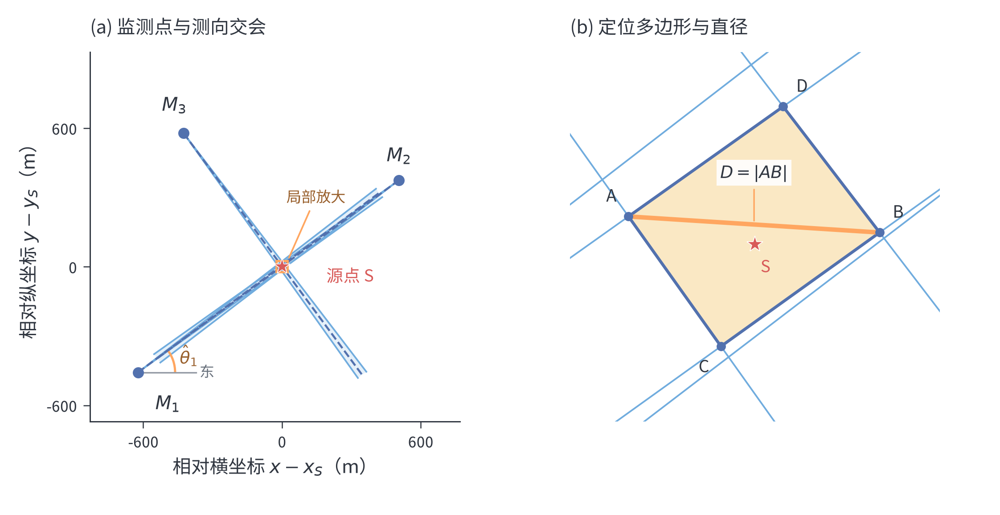 (a) 监测点与测向交会
M₃
M₂
600
局部放大
0
源点 S
θ̂₁
东
M₁
-600
-600
0
600
相对横坐标 x − x_S（m）
相对纵坐标 y − y_S（m）
(b) 定位多边形与直径
D
D = |AB|
A
B
S
C